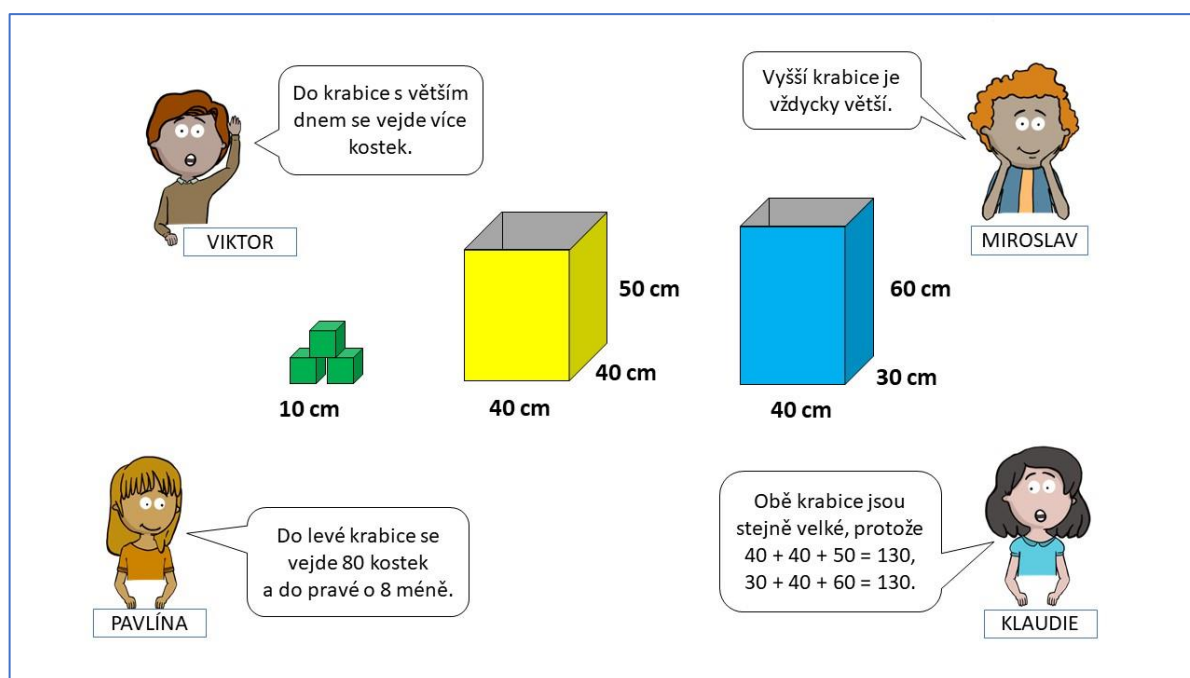 Do krabice s větším
dnem se vejde více
kostek.
VIKTOR
Vyšší krabice je
vždycky větší.
MIROSLAV
50 cm
40 cm
40 cm
60 cm
30 cm
40 cm
10 cm
Do levé krabice se
vejde 80 kostek
a do pravé o 8 méně.
PAVLÍNA
Obě krabice jsou
stejně velké, protože
40 + 40 + 50 = 130,
30 + 40 + 60 = 130.
KLAUDIE